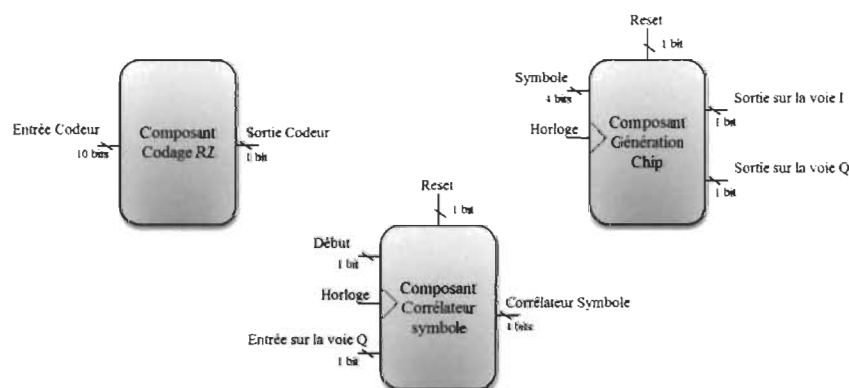 Entrée Codeur
10 bits
Composant
Codage RZ
Sortie Codeur
1 bit
Reset
1 bit
Symbole
4 bits
Horloge
Composant
Génération
Chip
Sortie sur la voie I
1 bit
Sortie sur la voie Q
1 bit
Reset
1 bit
Début
1 bit
Horloge
Entrée sur la voie Q
1 bit
Composant
Corrélateur
symbole
Corrélateur Symbole
4 bits